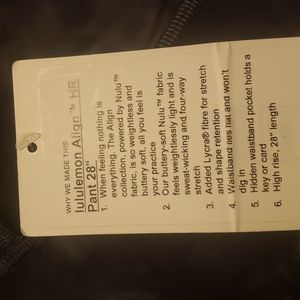 WHY WE MADE THIS
lululemon Align™ HR
Pant 28"
1. When feeling nothing is
everything. The Align
collection, powered by Nulu™
fabric, is so weightless and
buttery soft, all you feel is
your practice
2. Our buttery-soft Nulu™ fabric
feels weightlessly light and is
sweat-wicking and four-way
stretch
3. Added Lycra® fibre for stretch
and shape retention
4. Waistband lies flat and won't
dig in
5. Hidden waistband pocket holds a
key or card
6. High rise, 28" length